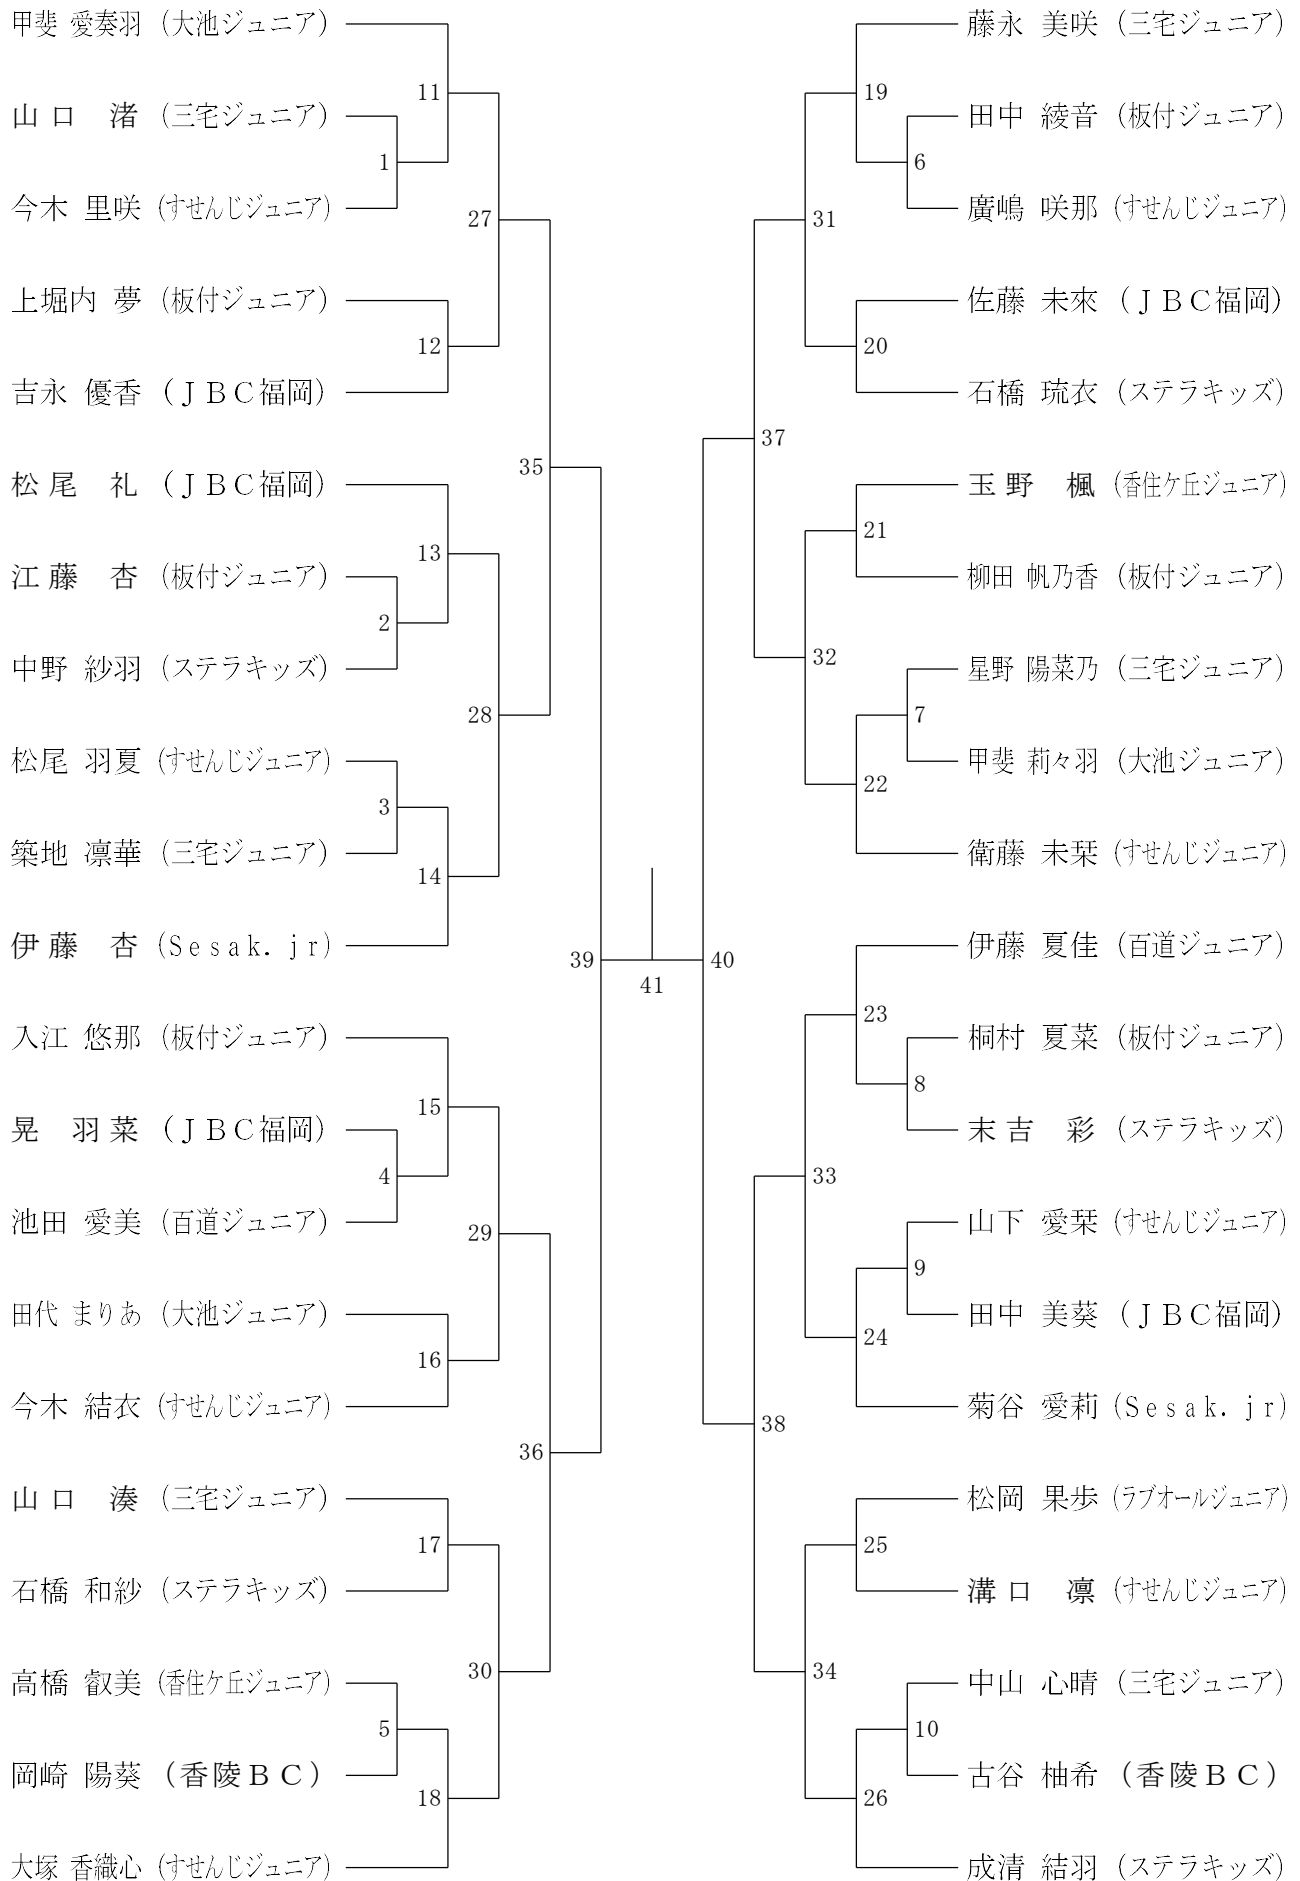 甲斐 愛奏羽 (大池ジュニア)
11
山口 渚 (三宅ジュニア)
1
今木 里咲 (すせんじジュニア)
27
上堀内 夢 (板付ジュニア)
12
吉永 優香 (ＪＢＣ福岡)
35
松尾 礼 (ＪＢＣ福岡)
13
江藤 杏 (板付ジュニア)
2
中野 紗羽 (ステラキッズ)
28
松尾 羽夏 (すせんじジュニア)
3
築地 凛華 (三宅ジュニア)
14
伊藤 杏 (Sesak.jr)
39
入江 悠那 (板付ジュニア)
15
晃 羽菜 (ＪＢＣ福岡)
4
池田 愛美 (百道ジュニア)
29
田代 まりあ (大池ジュニア)
16
今木 結衣 (すせんじジュニア)
36
山口 湊 (三宅ジュニア)
17
石橋 和紗 (ステラキッズ)
30
高橋 叡美 (香住ケ丘ジュニア)
5
岡崎 陽葵 (香陵ＢＣ)
18
大塚 香織心 (すせんじジュニア)
41
藤永 美咲 (三宅ジュニア)
19
田中 綾音 (板付ジュニア)
6
廣嶋 咲那 (すせんじジュニア)
31
佐藤 未來 (ＪＢＣ福岡)
20
石橋 琉衣 (ステラキッズ)
37
玉野 楓 (香住ケ丘ジュニア)
21
柳田 帆乃香 (板付ジュニア)
32
星野 陽菜乃 (三宅ジュニア)
7
甲斐 莉々羽 (大池ジュニア)
22
衛藤 未栞 (すせんじジュニア)
40
伊藤 夏佳 (百道ジュニア)
23
桐村 夏菜 (板付ジュニア)
8
末吉 彩 (ステラキッズ)
33
山下 愛栞 (すせんじジュニア)
9
田中 美葵 (ＪＢＣ福岡)
24
菊谷 愛莉 (Sesak.jr)
38
松岡 果歩 (ラブオールジュニア)
25
溝口 凛 (すせんじジュニア)
34
中山 心晴 (三宅ジュニア)
10
古谷 柚希 (香陵ＢＣ)
26
成清 結羽 (ステラキッズ)